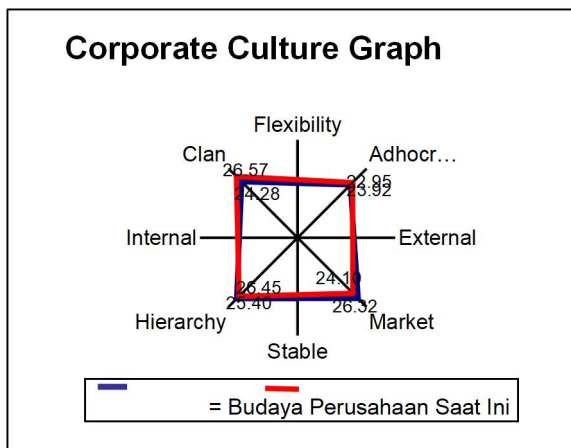 Corporate Culture Graph
Flexibility
Clan
Adhocr…
26.57
22.95
24.28
23.92
Internal
External
26.45
24.10
25.40
26.32
Hierarchy
Market
Stable
= Budaya Perusahaan Saat Ini